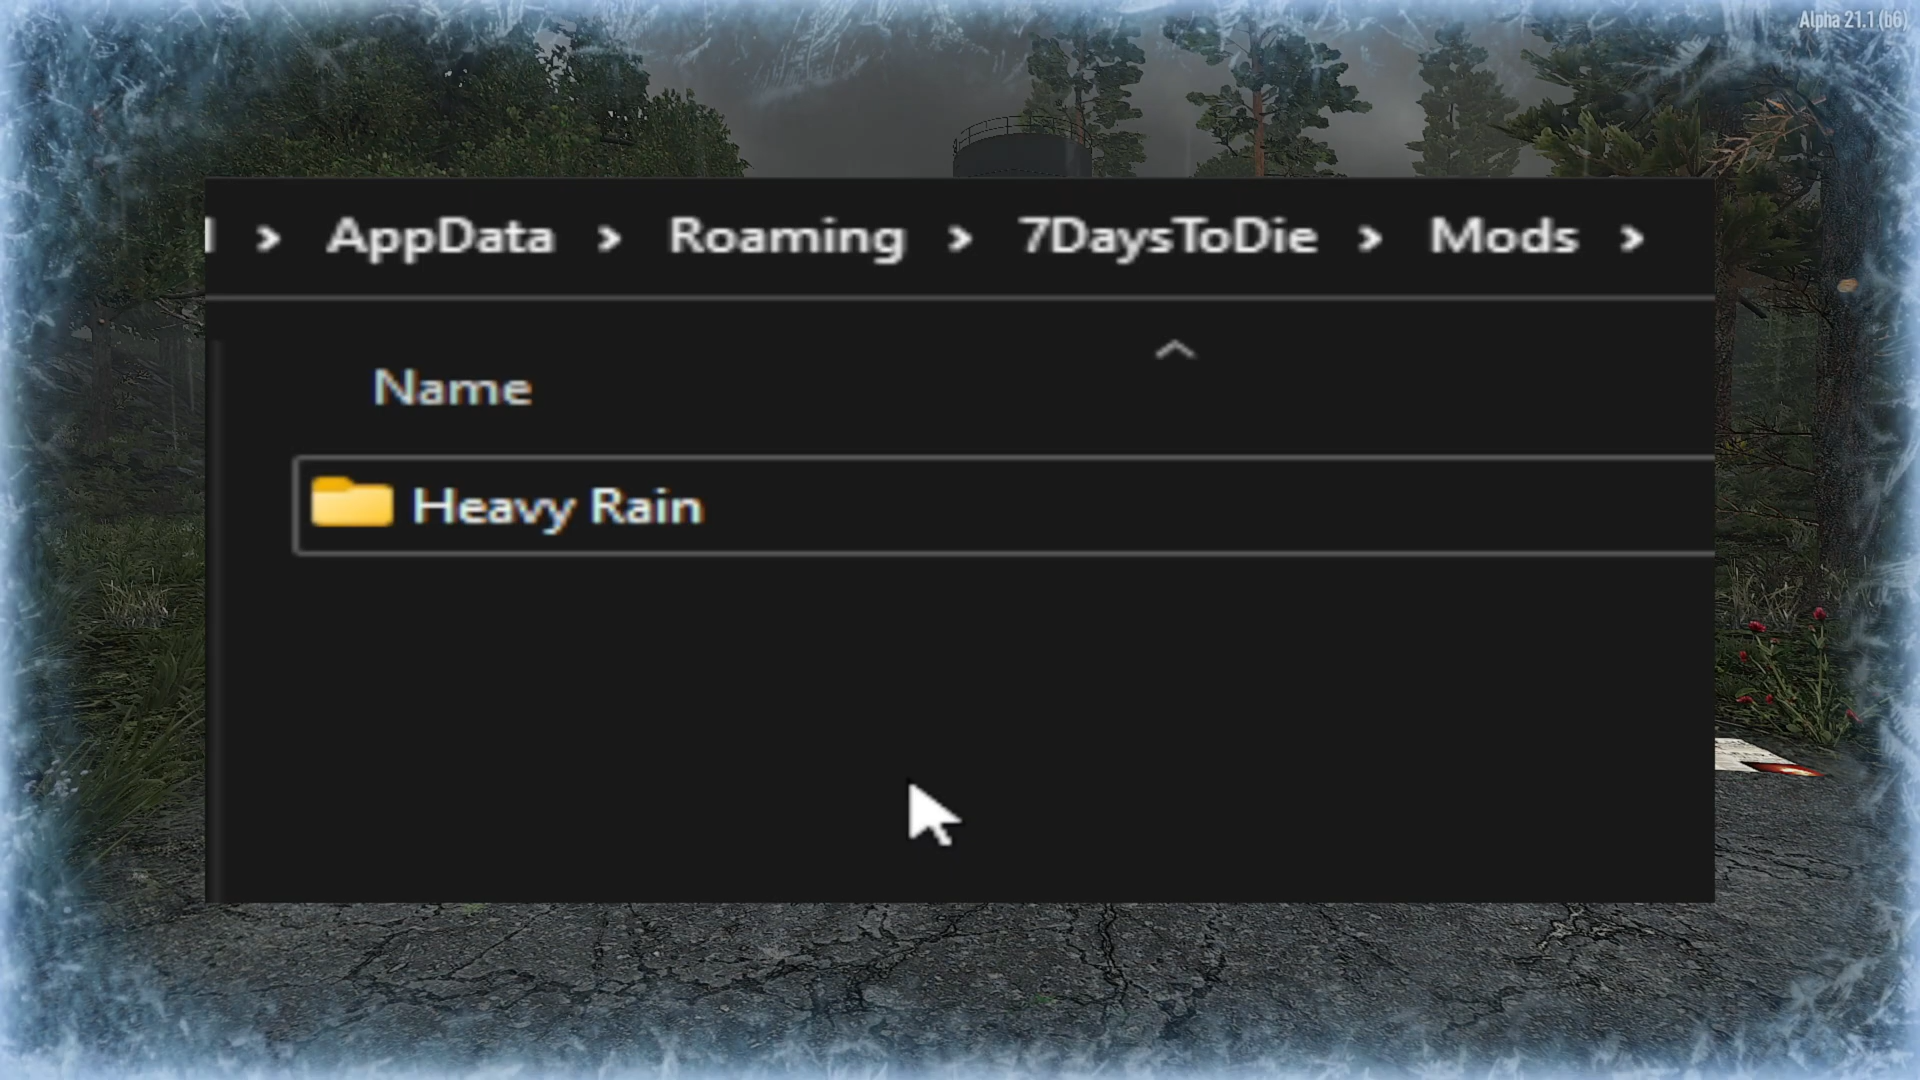 Alpha 21.1 (b6)
> AppData > Roaming > 7DaysToDie > Mods >
Name
Heavy Rain